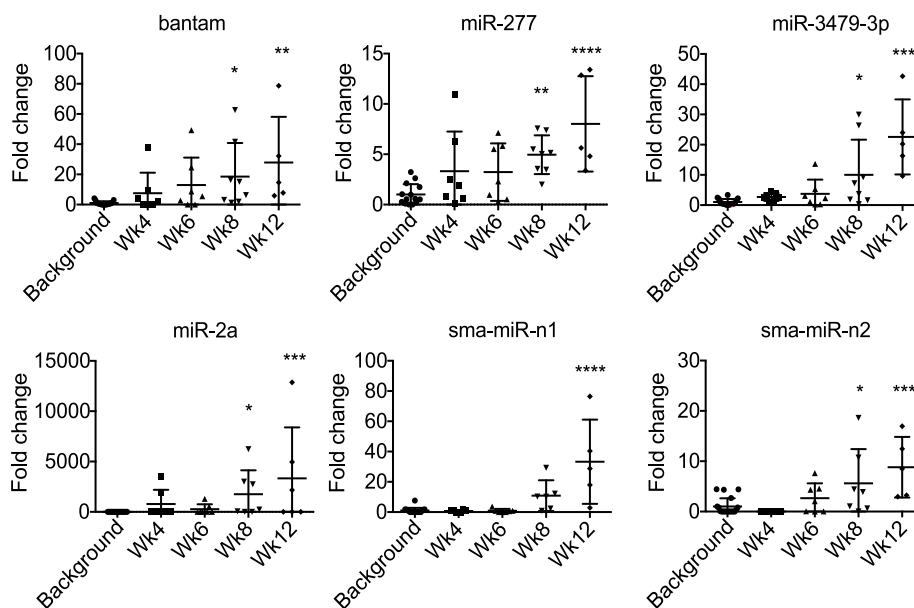 bantam
Fold change
100
80
60
40
20
0
*
**
Background
Wk4
Wk6
Wk8
Wk12
miR-277
Fold change
15
10
5
0
**
****
Background
Wk4
Wk6
Wk8
Wk12
miR-3479-3p
Fold change
50
40
30
20
10
0
*
***
Background
Wk4
Wk6
Wk8
Wk12
miR-2a
Fold change
15000
10000
5000
0
*
***
Background
Wk4
Wk6
Wk8
Wk12
sma-miR-n1
Fold change
100
80
60
40
20
0
****
Background
Wk4
Wk6
Wk8
Wk12
sma-miR-n2
Fold change
30
20
10
0
*
***
Background
Wk4
Wk6
Wk8
Wk12